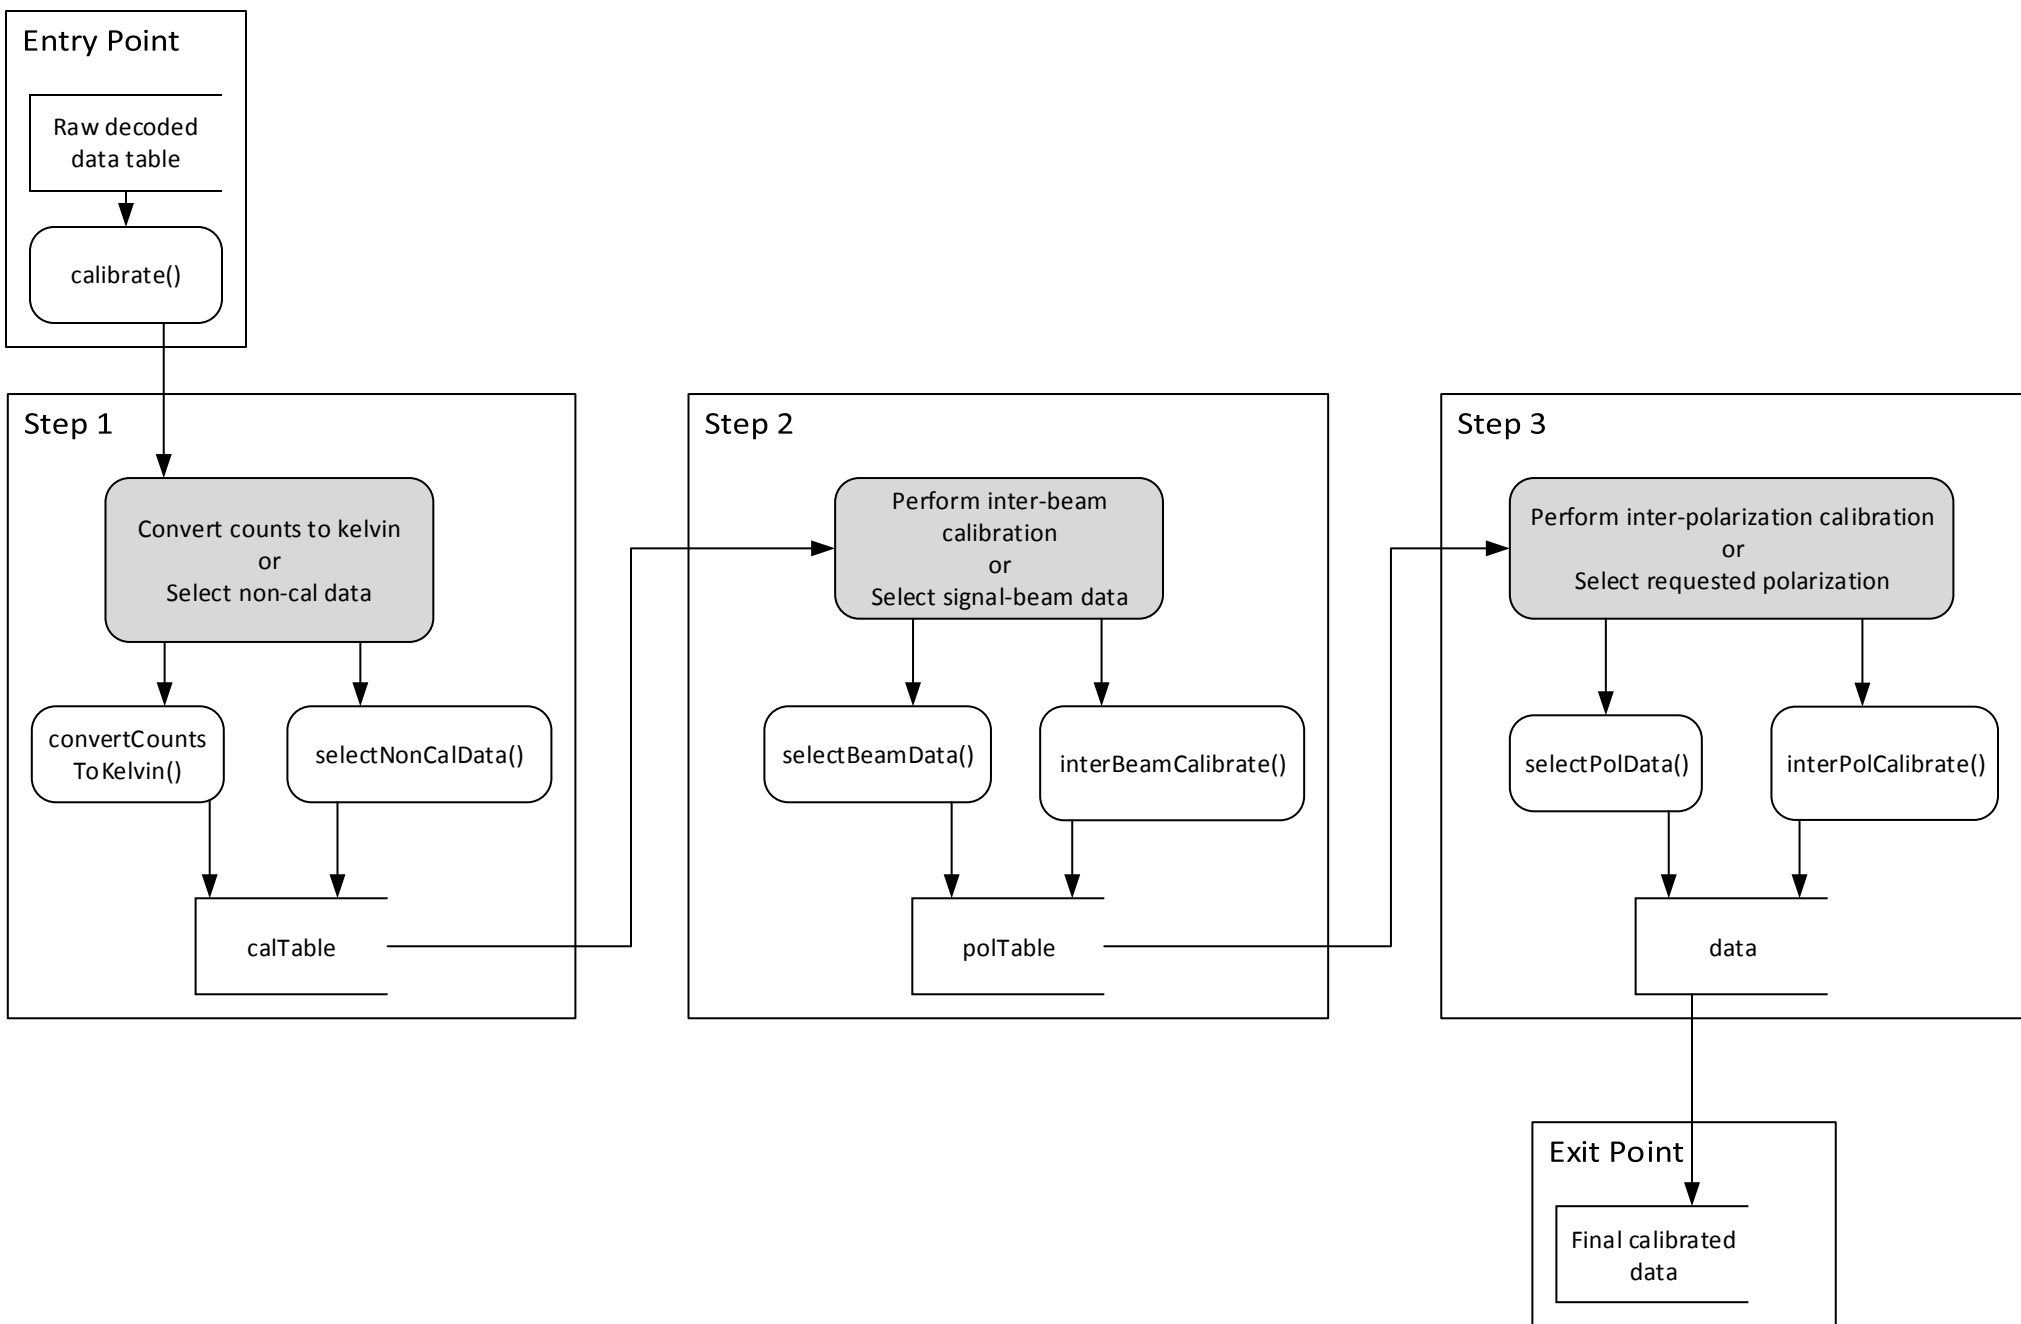 Entry Point
Raw decoded
data table
calibrate()
Step 1
Convert counts to kelvin
or
Select non-cal data
convertCounts
ToKelvin()
selectNonCalData()
calTable
Step 2
Perform inter-beam
calibration
or
Select signal-beam data
selectBeamData()
interBeamCalibrate()
polTable
Step 3
Perform inter-polarization calibration
or
Select requested polarization
selectPolData()
interPolCalibrate()
data
Exit Point
Final calibrated
data